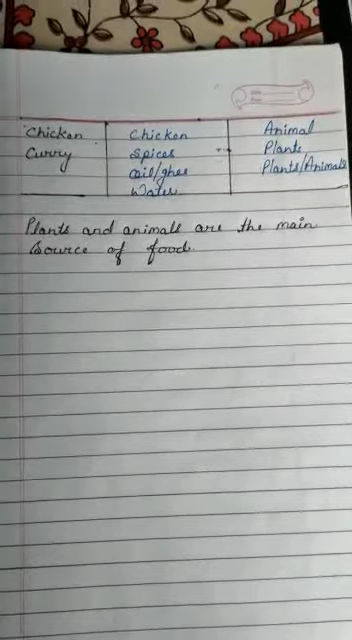 Chicken Chicken Animal
Curry Spices Plants
oil/ghee Plants/Animals
Water
Plants and animals are the main
source of food.